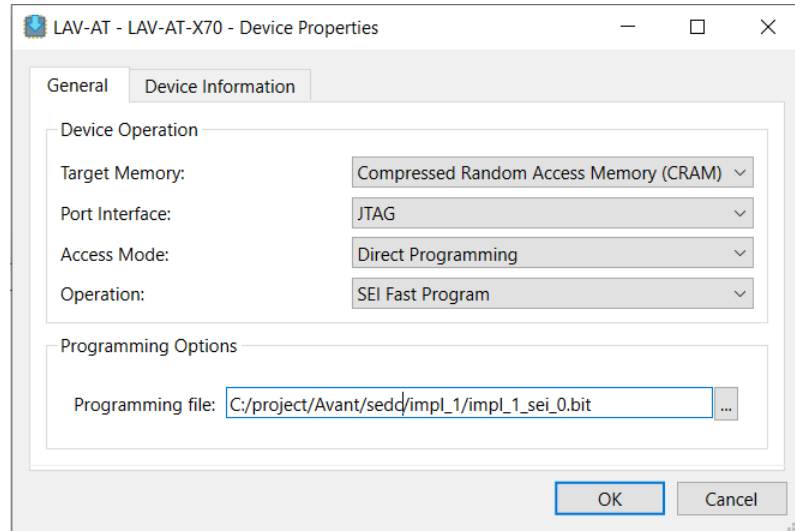 LAV-AT - LAV-AT-X70 - Device Properties
General Device Information
Device Operation
Target Memory: Compressed Random Access Memory (CRAM)
Port Interface: JTAG
Access Mode: Direct Programming
Operation: SEI Fast Program
Programming Options
Programming file: C:/project/Avant/sedc/impl_1/impl_1_sei_0.bit ...
OK Cancel